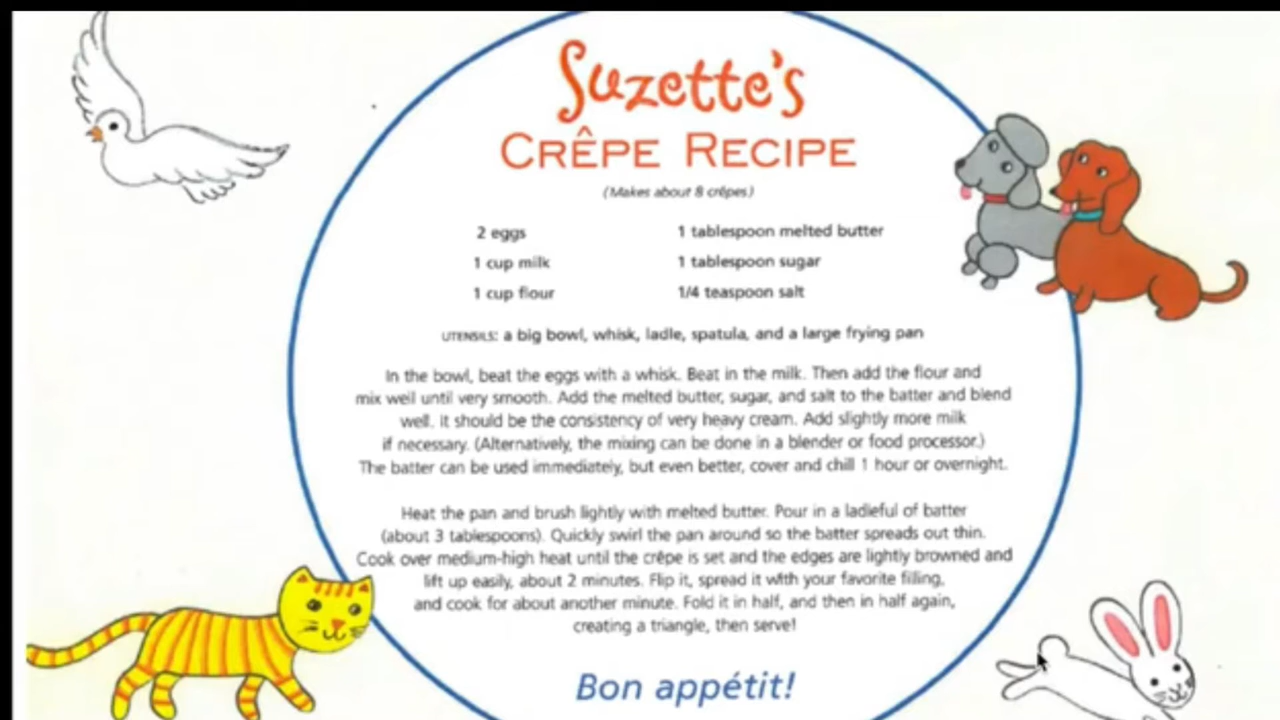 Suzette's
CRÊPE RECIPE
(Makes about 8 crêpes)
2 eggs 1 tablespoon melted butter
1 cup milk 1 tablespoon sugar
1 cup flour 1/4 teaspoon salt
UTENSILS: a big bowl, whisk, ladle, spatula, and a large frying pan
In the bowl, beat the eggs with a whisk. Beat in the milk. Then add the flour and
mix well until very smooth. Add the melted butter, sugar, and salt to the batter and blend
well. It should be the consistency of very heavy cream. Add slightly more milk
if necessary. (Alternatively, the mixing can be done in a blender or food processor.)
The batter can be used immediately, but even better, cover and chill 1 hour or overnight.
Heat the pan and brush lightly with melted butter. Pour in a ladleful of batter
(about 3 tablespoons). Quickly swirl the pan around so the batter spreads out thin.
Cook over medium-high heat until the crêpe is set and the edges are lightly browned and
lift up easily, about 2 minutes. Flip it, spread it with your favorite filling,
and cook for about another minute. Fold it in half, and then in half again,
creating a triangle, then serve!
Bon appétit!